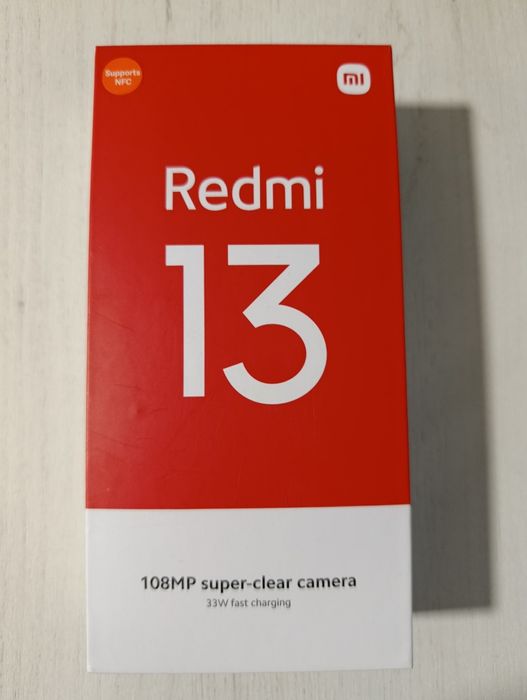 Supports
NFC
mi
Redmi
13
108MP super-clear camera
33W fast charging